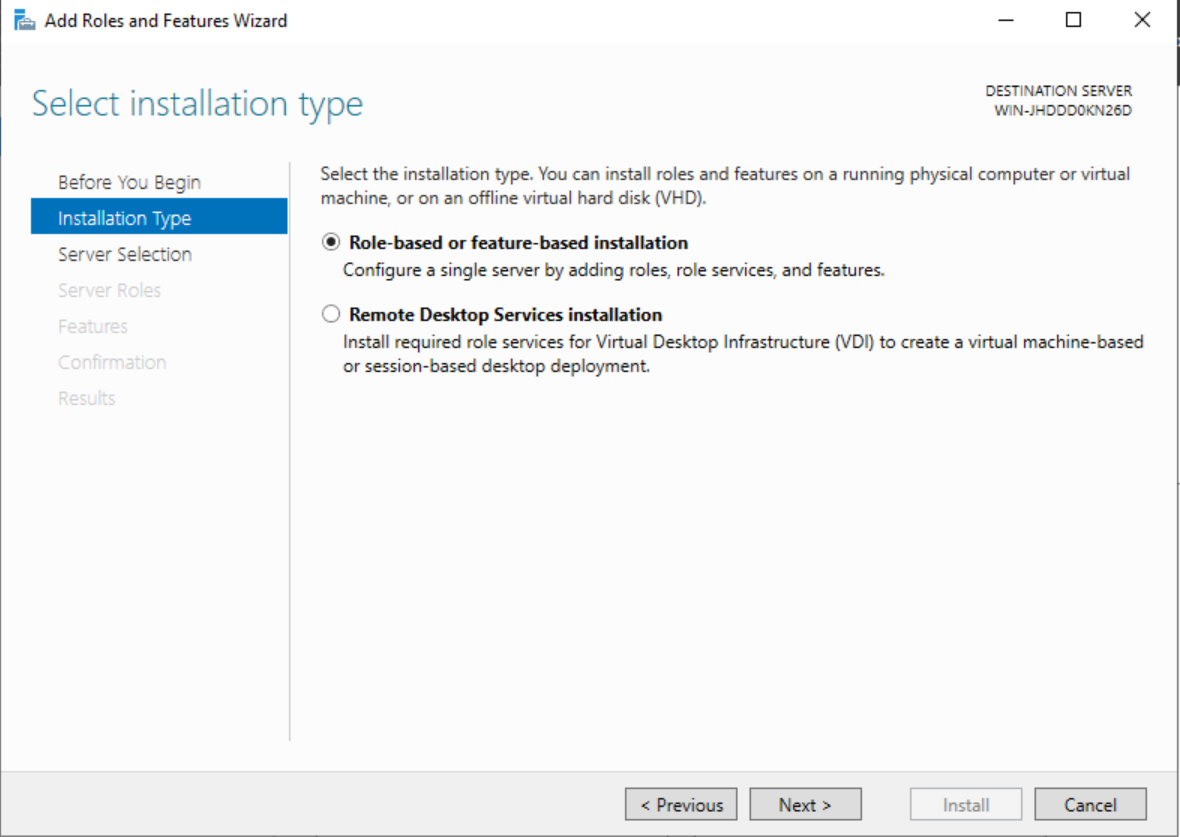 Add Roles and Features Wizard
Select installation type
DESTINATION SERVER
WIN-JHDDD0KN26D
Before You Begin
Installation Type
Server Selection
Server Roles
Features
Confirmation
Results
Select the installation type. You can install roles and features on a running physical computer or virtual
machine, or on an offline virtual hard disk (VHD).
Role-based or feature-based installation
Configure a single server by adding roles, role services, and features.
Remote Desktop Services installation
Install required role services for Virtual Desktop Infrastructure (VDI) to create a virtual machine-based
or session-based desktop deployment.
< Previous
Next >
Install
Cancel